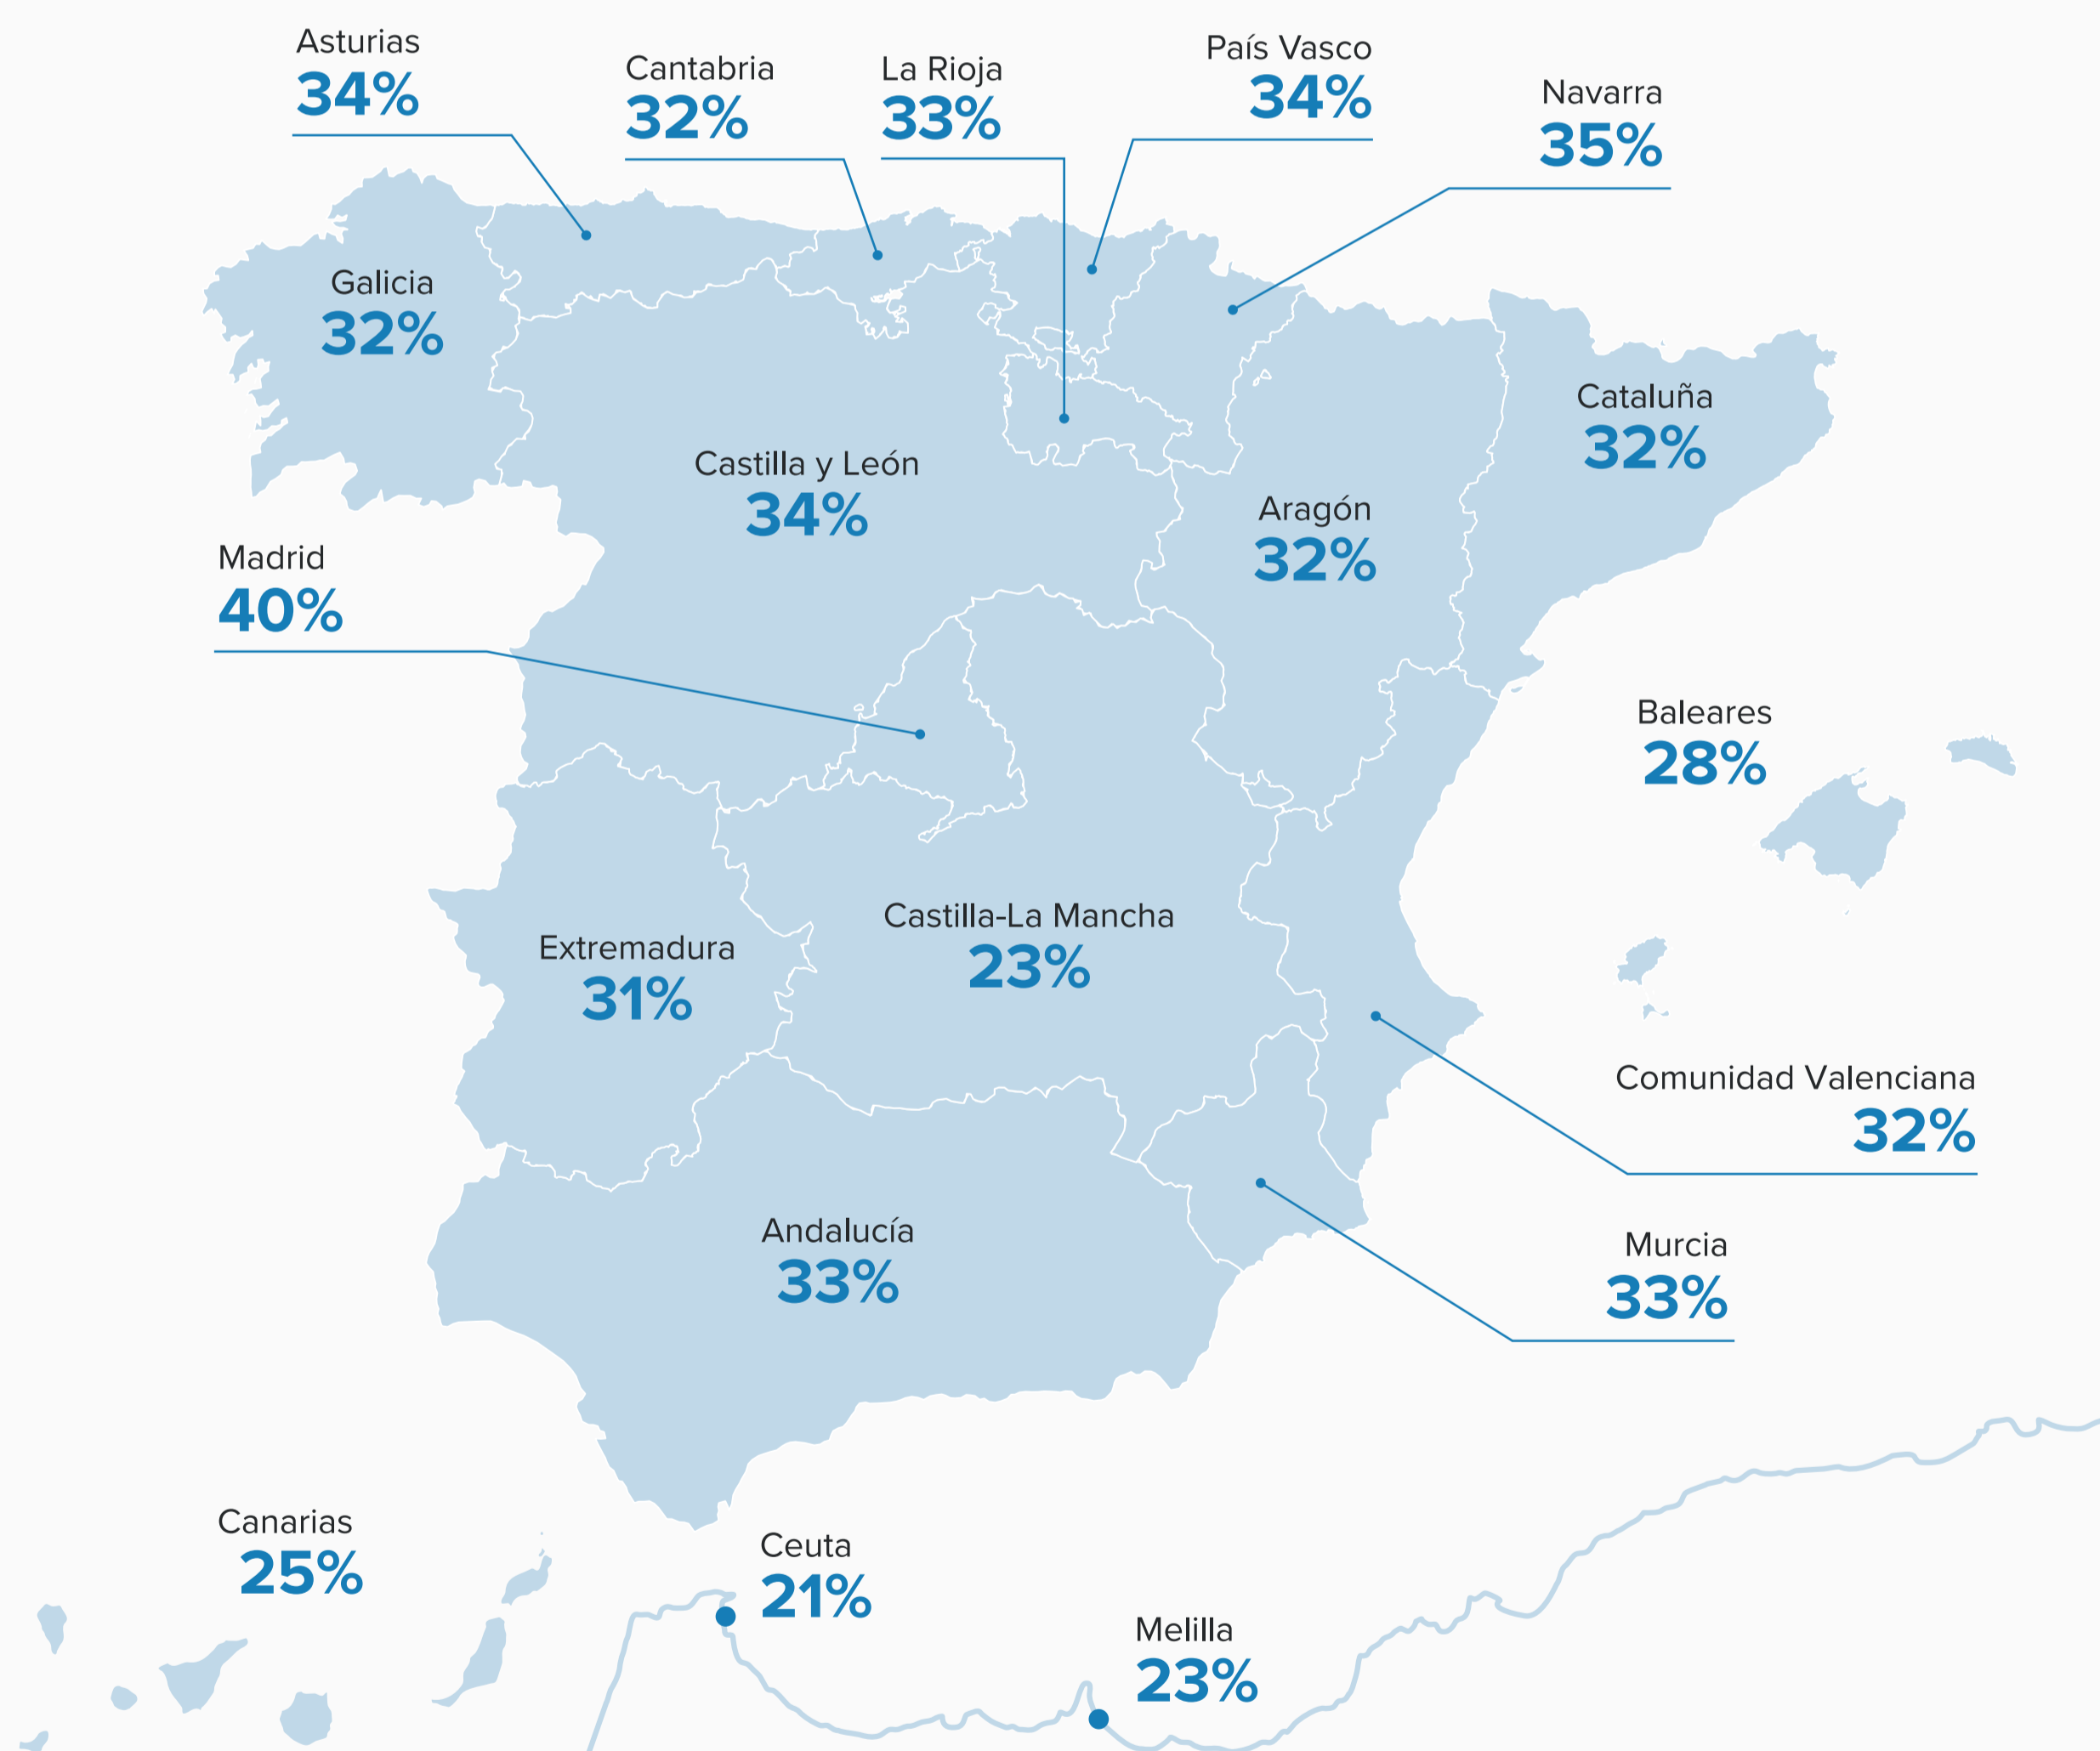 Asturias
34%
Cantabria
32%
La Rioja
33%
País Vasco
34%
Navarra
35%
Galicia
32%
Cataluña
32%
Castilla y León
34%
Aragón
32%
Madrid
40%
Baleares
28%
Castilla-La Mancha
23%
Extremadura
31%
Comunidad Valenciana
32%
Andalucía
33%
Murcia
33%
Canarias
25%
Ceuta
21%
Melilla
23%